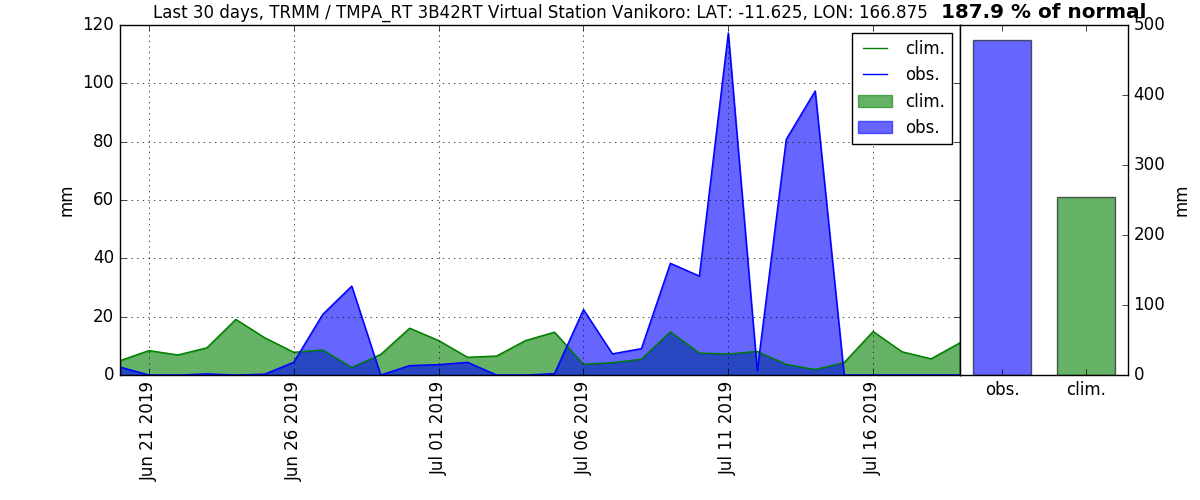 Last 30 days, TRMM / TMPA_RT 3B42RT Virtual Station Vanikoro: LAT: -11.625, LON: 166.875
187.9 % of normal
120
100
80
60
40
20
0
mm
clim.
obs.
clim.
obs.
Jun 21 2019
Jun 26 2019
Jul 01 2019
Jul 06 2019
Jul 11 2019
Jul 16 2019
500
400
300
200
100
0
mm
obs.
clim.